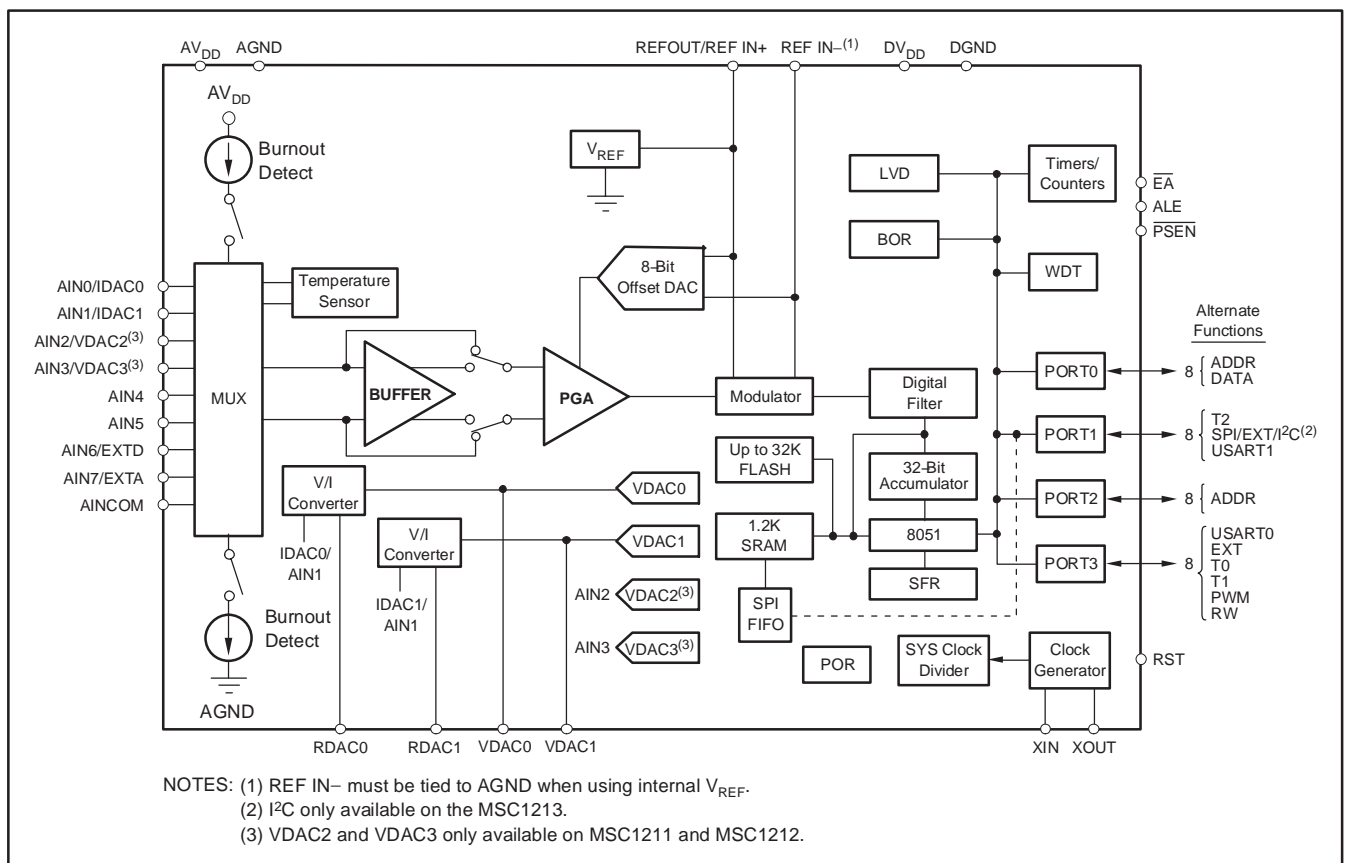 AVDD AGND REFOUT/REF IN+ REF IN−(1) DVDD DGND
AVDD
Burnout
Detect
VREF
LVD
Timers/
Counters
EA
ALE
PSEN
BOR
WDT
8−Bit
Offset DAC
Temperature
Sensor
AIN0/IDAC0
AIN1/IDAC1
AIN2/VDAC2(3)
AIN3/VDAC3(3)
AIN4
AIN5
AIN6/EXTD
AIN7/EXTA
AINCOM
MUX
BUFFER
PGA
Modulator
Digital
Filter
Alternate
Functions
PORT0
8
ADDR
DATA
PORT1
8
T2
SPI/EXT/I2C(2)
USART1
PORT2
8
ADDR
PORT3
8
USART0
EXT
T0
T1
PWM
RW
Up to 32K
FLASH
32−Bit
Accumulator
1.2K
SRAM
8051
SFR
SPI
FIFO
V/I
Converter
IDAC0/
AIN1
V/I
Converter
IDAC1/
AIN1
VDAC0
VDAC1
AIN2 VDAC2(3)
AIN3 VDAC3(3)
POR
SYS Clock
Divider
Clock
Generator
RST
Burnout
Detect
AGND
RDAC0 RDAC1 VDAC0 VDAC1 XIN XOUT
NOTES: (1) REF IN− must be tied to AGND when using internal VREF.
(2) I2C only available on the MSC1213.
(3) VDAC2 and VDAC3 only available on MSC1211 and MSC1212.